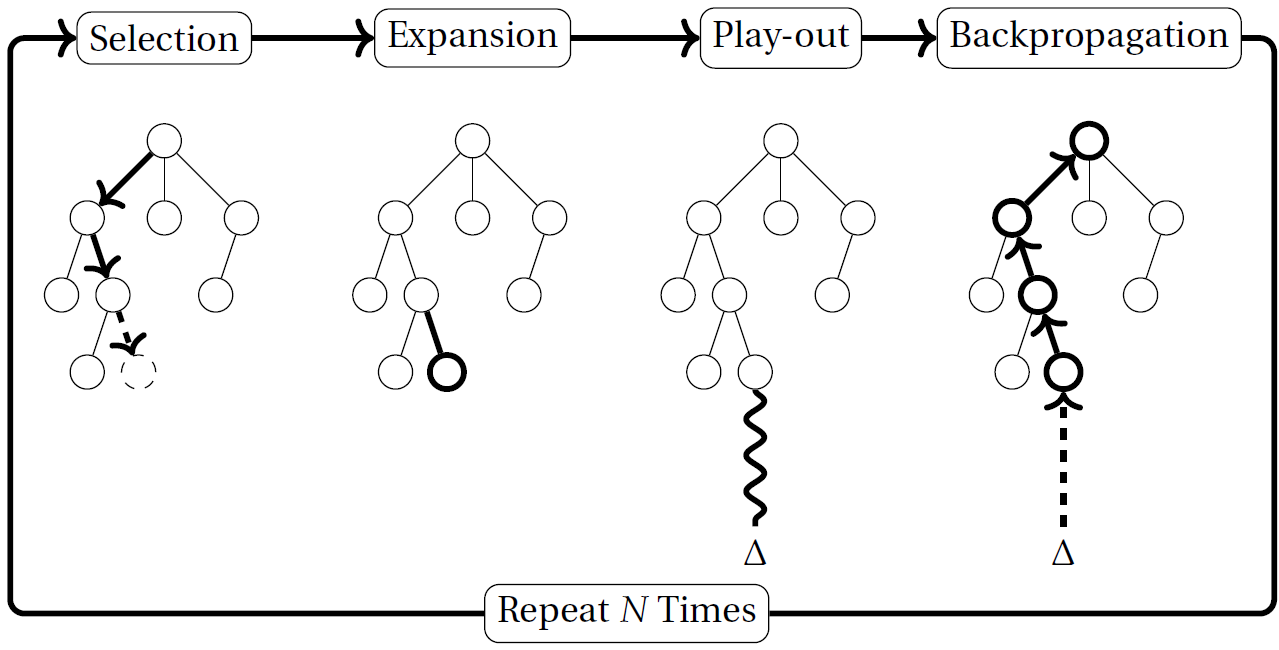 Selection
Expansion
Play-out
Backpropagation
Δ
Δ
Repeat N Times